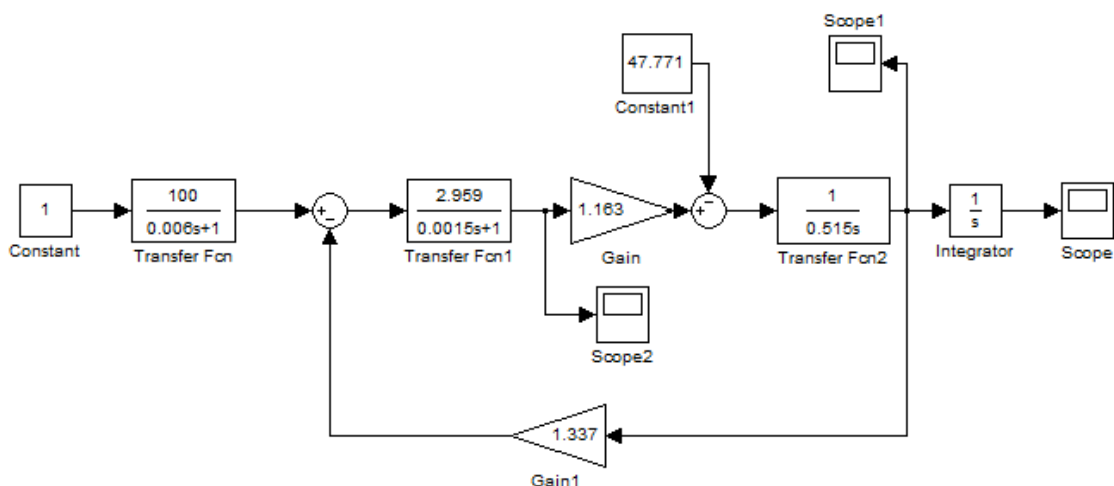 Scope1
47.771
Constant1
1
Constant
100
0.006s+1
Transfer Fcn
+
−
2.959
0.0015s+1
Transfer Fcn1
1.163
Gain
−
+
1
0.515s
Transfer Fcn2
1
s
Integrator
Scope
Scope2
1.337
Gain1